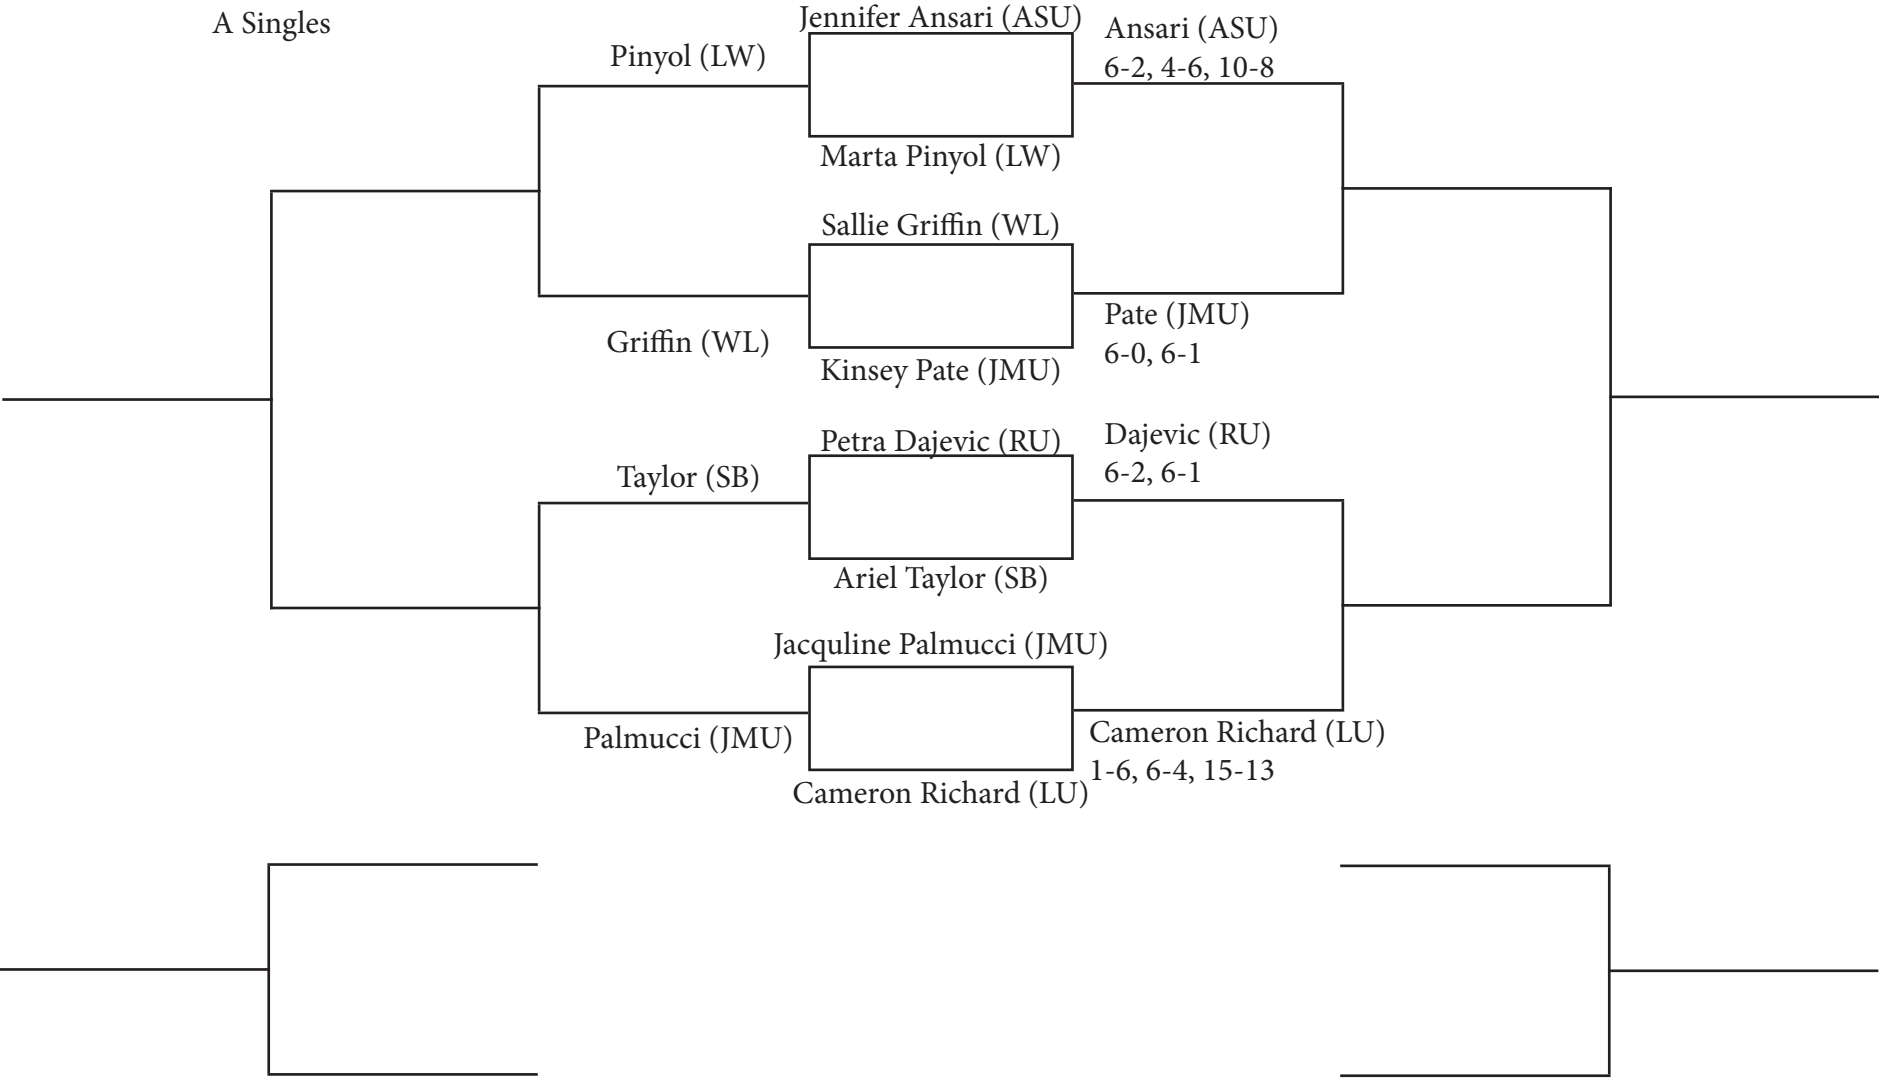 A Singles
Jennifer Ansari (ASU)
Ansari (ASU)
6-2, 4-6, 10-8
Pinyol (LW)
Marta Pinyol (LW)
Sallie Griffin (WL)
Griffin (WL)
Pate (JMU)
6-0, 6-1
Kinsey Pate (JMU)
Petra Dajevic (RU)
Dajevic (RU)
6-2, 6-1
Taylor (SB)
Ariel Taylor (SB)
Jacquline Palmucci (JMU)
Palmucci (JMU)
Cameron Richard (LU)
1-6, 6-4, 15-13
Cameron Richard (LU)